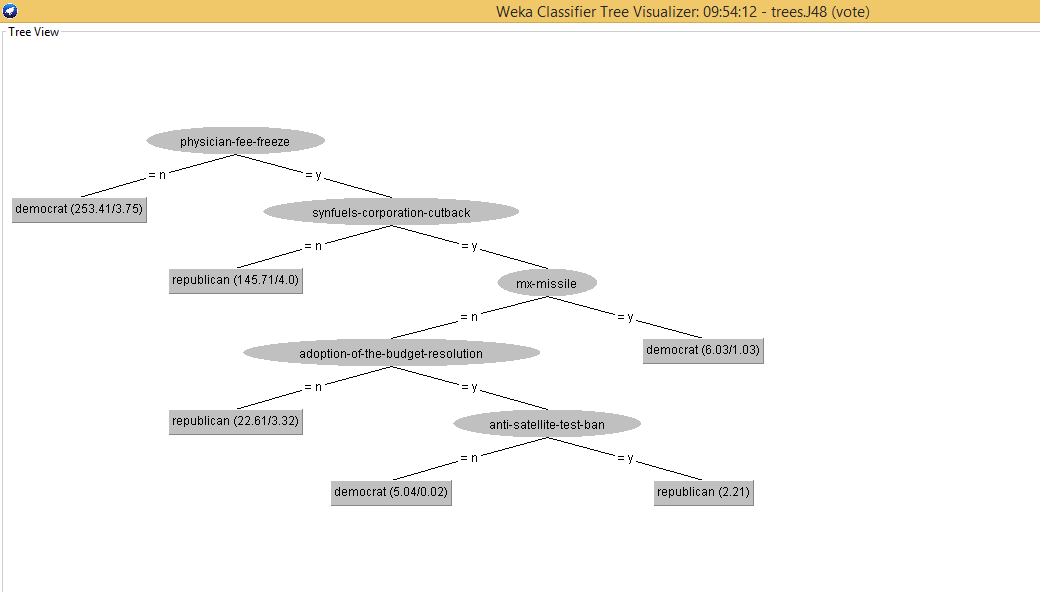 Weka Classifier Tree Visualizer: 09:54:12 - trees.J48 (vote)
Tree View
physician-fee-freeze
= n
= y
democrat (253.41/3.75)
synfuels-corporation-cutback
= n
= y
republican (145.71/4.0)
mx-missile
= n
= y
adoption-of-the-budget-resolution
democrat (6.03/1.03)
= n
= y
republican (22.61/3.32)
anti-satellite-test-ban
= n
= y
democrat (5.04/0.02)
republican (2.21)